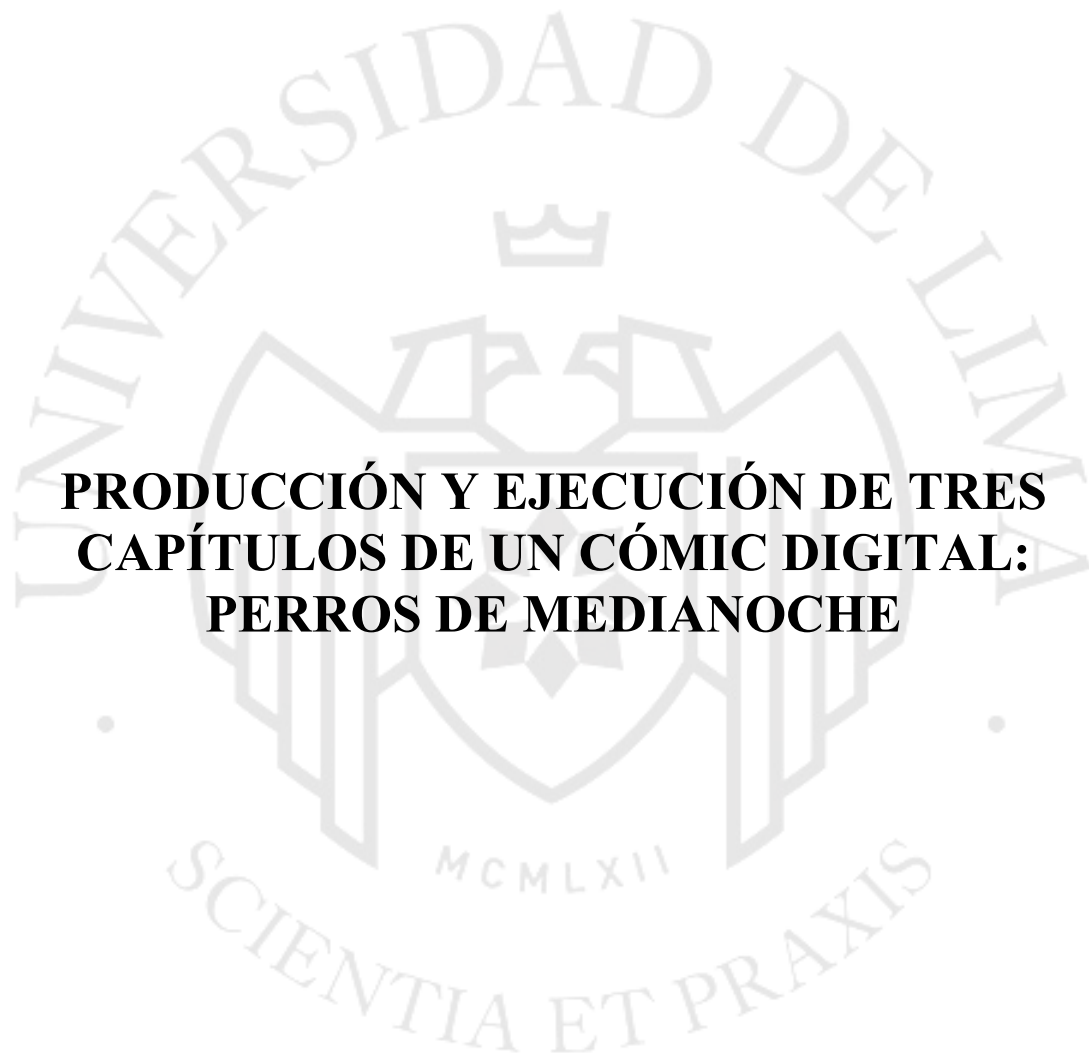 UNIVERSIDAD DE LIMA
PRODUCCIÓN Y EJECUCIÓN DE TRES
CAPÍTULOS DE UN CÓMIC DIGITAL:
PERROS DE MEDIANOCHE
MCMLXII
SCIENTIA ET PRAXIS